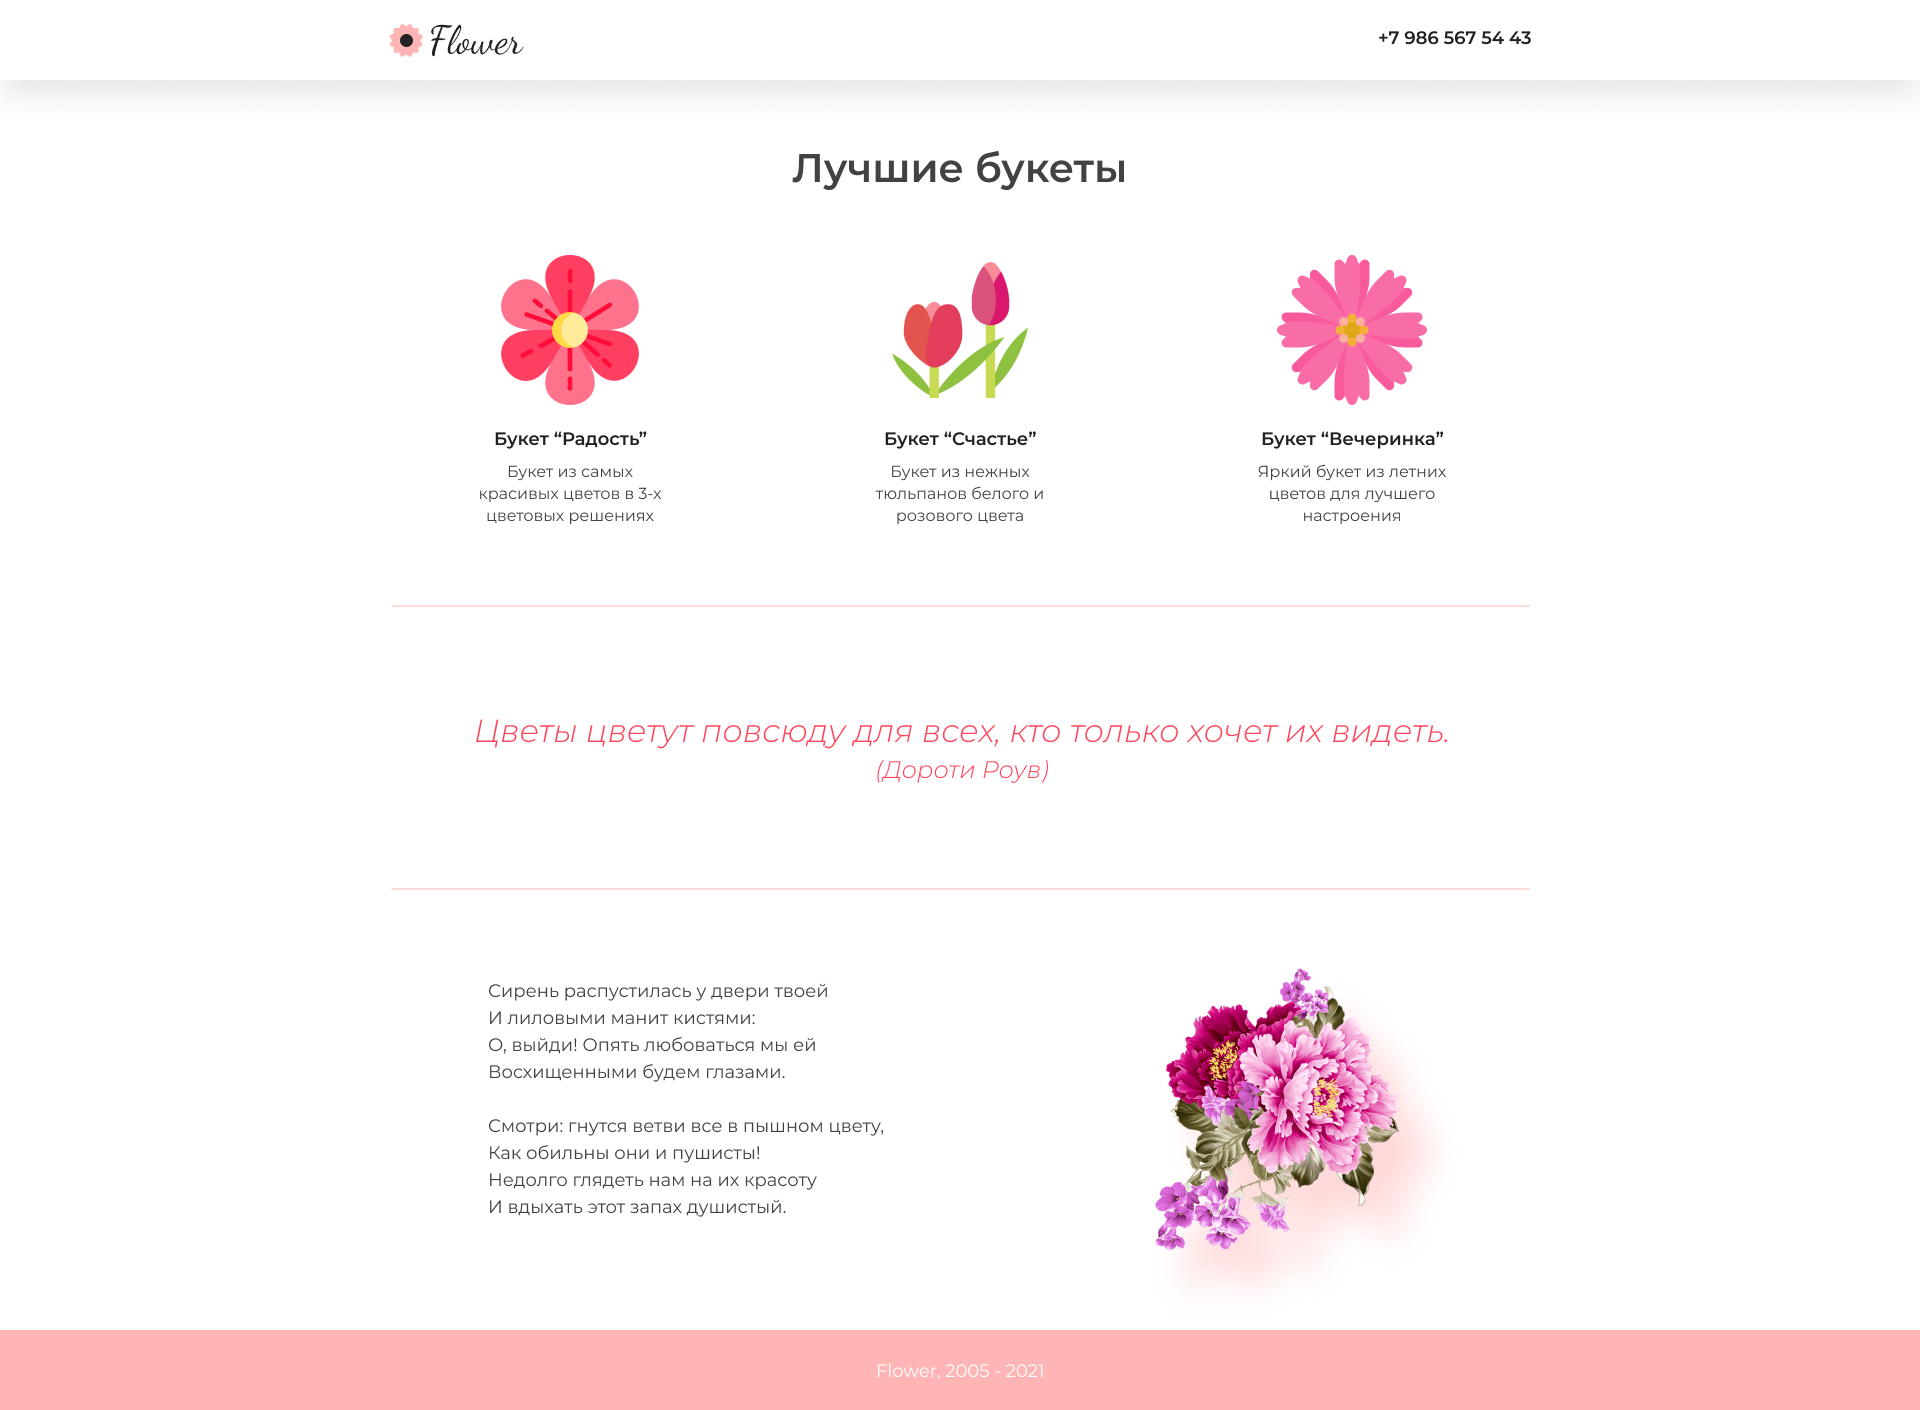 Flower
+7 986 567 54 43
Лучшие букеты
Букет “Радость”
Букет из самых
красивых цветов в 3-х
цветовых решениях
Букет “Счастье”
Букет из нежных
тюльпанов белого и
розового цвета
Букет “Вечеринка”
Яркий букет из летних
цветов для лучшего
настроения
Цветы цветут повсюду для всех, кто только хочет их видеть.
(Дороти Роув)
Сирень распустилась у двери твоей
И лиловыми манит кистями:
О, выйди! Опять любоваться мы ей
Восхищенными будем глазами.
Смотри: гнутся ветви все в пышном цвету,
Как обильны они и пушисты!
Недолго глядеть нам на их красоту
И вдыхать этот запах душистый.
Flower, 2005 - 2021